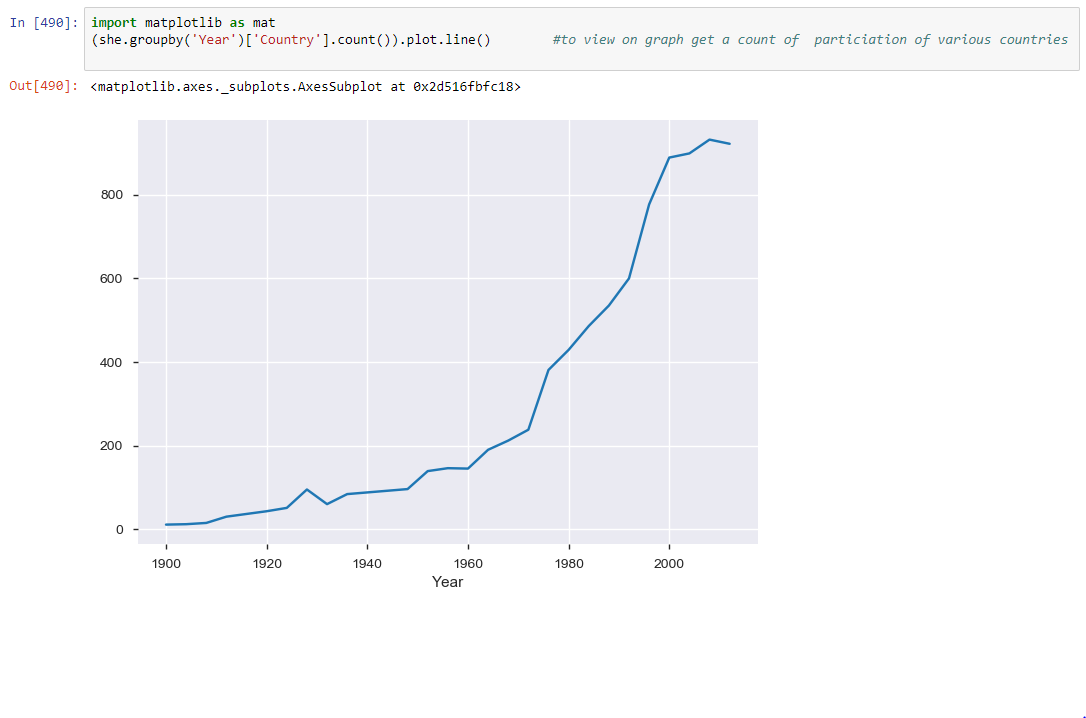 In [490]: import matplotlib as mat
(she.groupby('Year')['Country'].count()).plot.line() #to view on graph get a count of  particiation of various countries
Out[490]: <matplotlib.axes._subplots.AxesSubplot at 0x2d516fbfc18>
800
600
400
200
0
1900 1920 1940 1960 1980 2000
Year